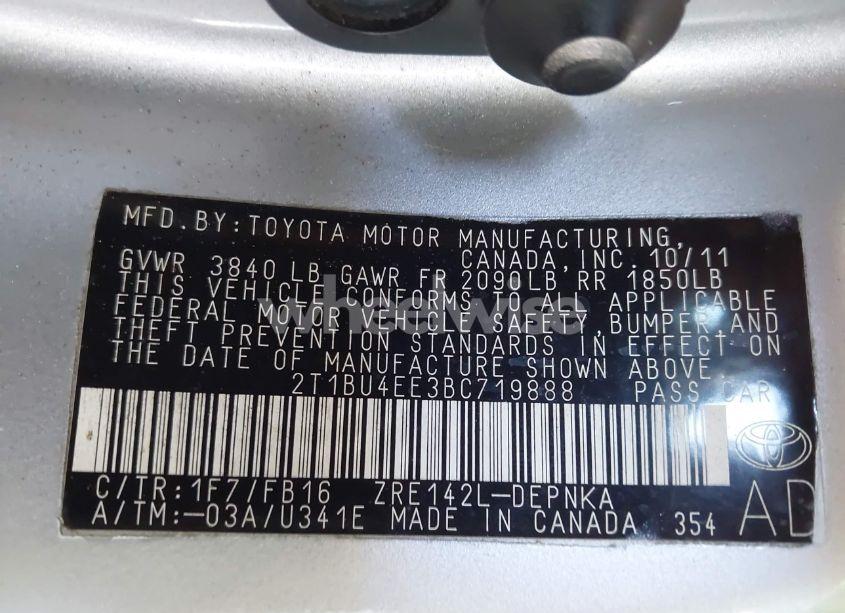 MFD. BY: TOYOTA MOTOR MANUFACTURING,
CANADA, INC. 10/11
GVWR 3840 LB GAWR FR 2090LB RR 1850LB
THIS VEHICLE CONFORMS TO ALL APPLICABLE
FEDERAL MOTOR VEHICLE SAFETY, BUMPER, AND
THEFT PREVENTION STANDARDS IN EFFECT ON
THE DATE OF MANUFACTURE SHOWN ABOVE.
2T1BU4EE3BC719888 PASS CAR
C/TR: 1F7/FB16 ZRE142L-DEPNKA
A/TM: -03A/U341E MADE IN CANADA 354 AD
wheelwise